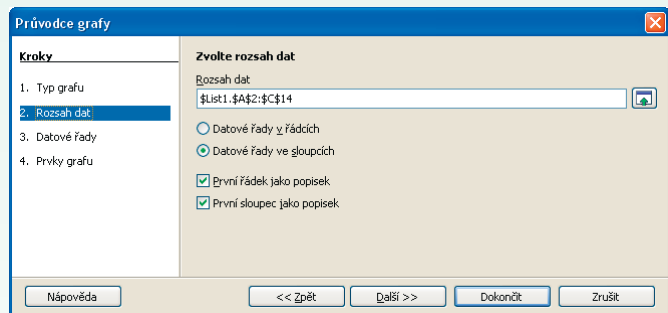 Průvodce grafy
Kroky
1. Typ grafu
2. Rozsah dat
3. Datové řady
4. Prvky grafu
Zvolte rozsah dat
Rozsah dat
$List1.$A$2:$C$14
Datové řady v řádcích
Datové řady ve sloupcích
První řádek jako popisek
První sloupec jako popisek
Nápověda
<< Zpět
Další >>
Dokončit
Zrušit